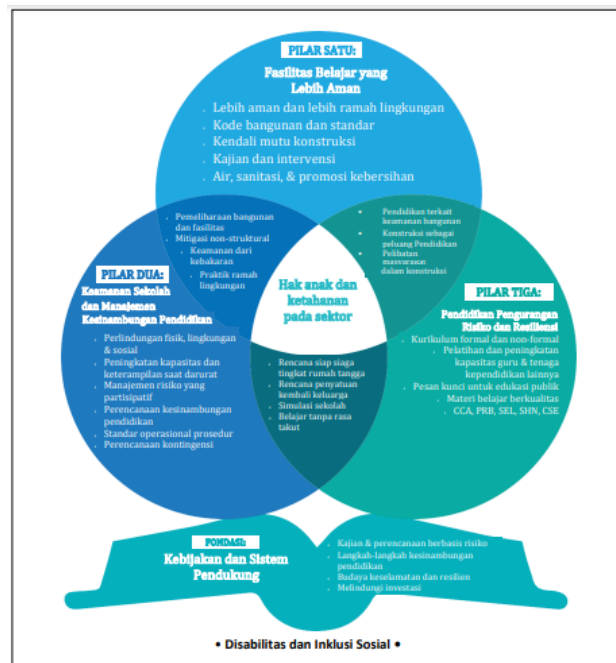 PILAR SATU:
Fasilitas Belajar yang
Lebih Aman
Lebih aman dan lebih ramah lingkungan
Kode bangunan dan standar
Kendali mutu konstruksi
Kajian dan intervensi
Air, sanitasi, & promosi kebersihan
Pemeliharaan bangunan
dan fasilitas
Mitigasi non-struktural
Keamanan dari
kebakaran
Praktik ramah
lingkungan
Pendidikan terkait
keamanan bangunan
Konstruksi sebagai
peluang Pendidikan
Pelibatan
masyarakat
dalam konstruksi
Hak anak dan
ketahanan
pada sektor
PILAR DUA:
Keamanan Sekolah
dan Manajemen
Kesinambungan Pendidikan
Perlindungan fisik, lingkungan
& sosial
Peningkatan kapasitas dan
keterampilan saat darurat
Manajemen risiko yang
partisipatif
Perencanaan kesinambungan
pendidikan
Standar operasional prosedur
Perencanaan kontingensi
Rencana siap siaga
tingkat rumah tangga
Rencana penyatuan
kembali keluarga
Simulasi sekolah
Belajar tanpa rasa
takut
PILAR TIGA:
Pendidikan Pengurangan
Risiko dan Resiliensi
Kurikulum formal dan non-formal
Pelatihan dan peningkatan
kapasitas guru & tenaga
kependidikan lainnya
Pesan kunci untuk edukasi publik
Materi belajar berkualitas
CCA, PRB, SEL, SHN, CSE
FONDASI:
Kebijakan dan Sistem
Pendukung
Kajian & perencanaan berbasis risiko
Langkah-langkah kesinambungan
pendidikan
Budaya keselamatan dan resilien
Melindungi investasi
• Disabilitas dan Inklusi Sosial •